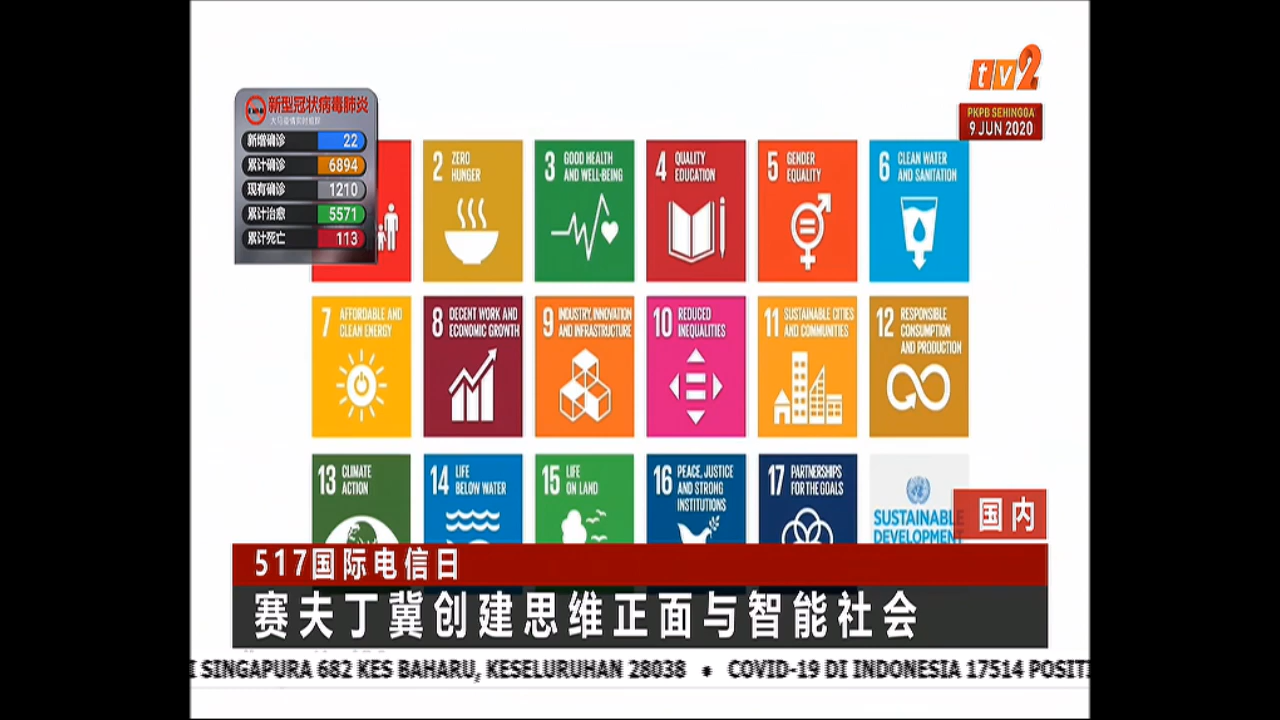 tv2
PKPB SEHINGGA
9 JUN 2020
新型冠状病毒肺炎
新增确诊 22
累计确诊 6894
现有确诊 1210
累计治愈 5571
累计死亡 113
2 ZERO
HUNGER
3 GOOD HEALTH
AND WELL-BEING
4 QUALITY
EDUCATION
5 GENDER
EQUALITY
6 CLEAN WATER
AND SANITATION
7 AFFORDABLE AND
CLEAN ENERGY
8 DECENT WORK AND
ECONOMIC GROWTH
9 INDUSTRY, INNOVATION
AND INFRASTRUCTURE
10 REDUCED
INEQUALITIES
11 SUSTAINABLE CITIES
AND COMMUNITIES
12 RESPONSIBLE
CONSUMPTION
AND PRODUCTION
13 CLIMATE
ACTION
14 LIFE
BELOW WATER
15 LIFE
ON LAND
16 PEACE, JUSTICE
AND STRONG
INSTITUTIONS
17 PARTNERSHIPS
FOR THE GOALS
SUSTAINABLE
DEVELOPMENT
国内
517国际电信日
赛夫丁冀创建思维正面与智能社会
I SINGAPURA 682 KES BAHARU, KESELURUHAN 28038 • COVID-19 DI INDONESIA 17514 POSITI